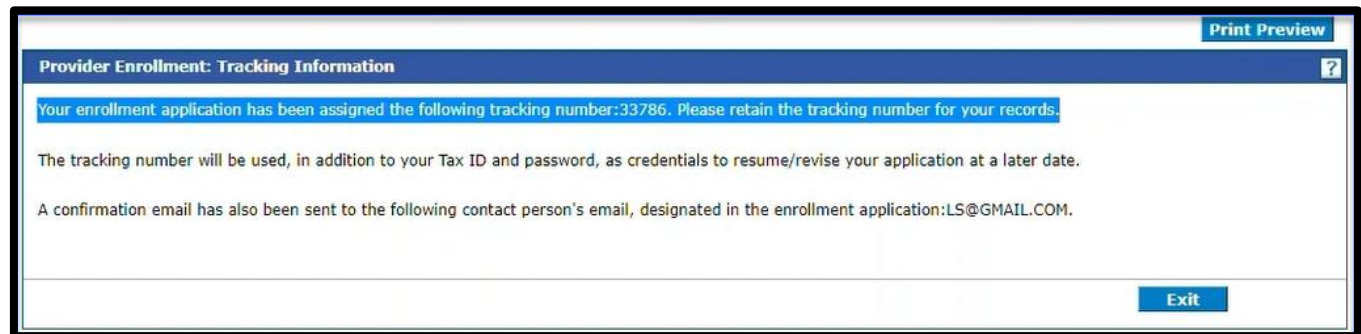 Print Preview
Provider Enrollment: Tracking Information
?
Your enrollment application has been assigned the following tracking number:33786. Please retain the tracking number for your records.
The tracking number will be used, in addition to your Tax ID and password, as credentials to resume/revise your application at a later date.
A confirmation email has also been sent to the following contact person's email, designated in the enrollment application:LS@GMAIL.COM.
Exit